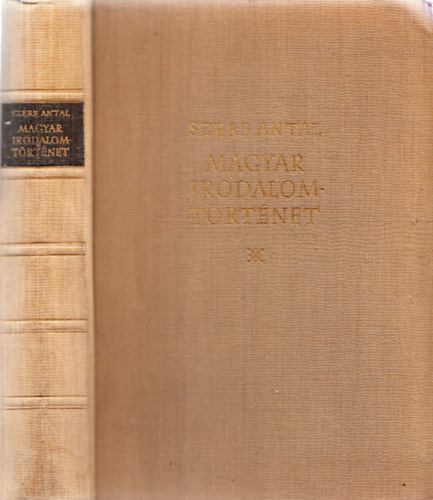 SZERB ANTAL
MAGYAR
IRODALOM-
TÖRTÉNET
SZERB ANTAL
MAGYAR
IRODALOM-
TÖRTÉNET